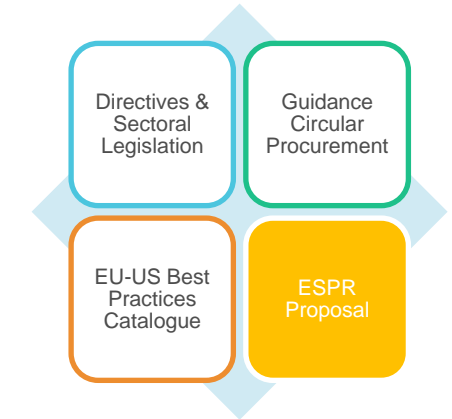 Directives &
Sectoral
Legislation
Guidance
Circular
Procurement
EU-US Best
Practices
Catalogue
ESPR
Proposal